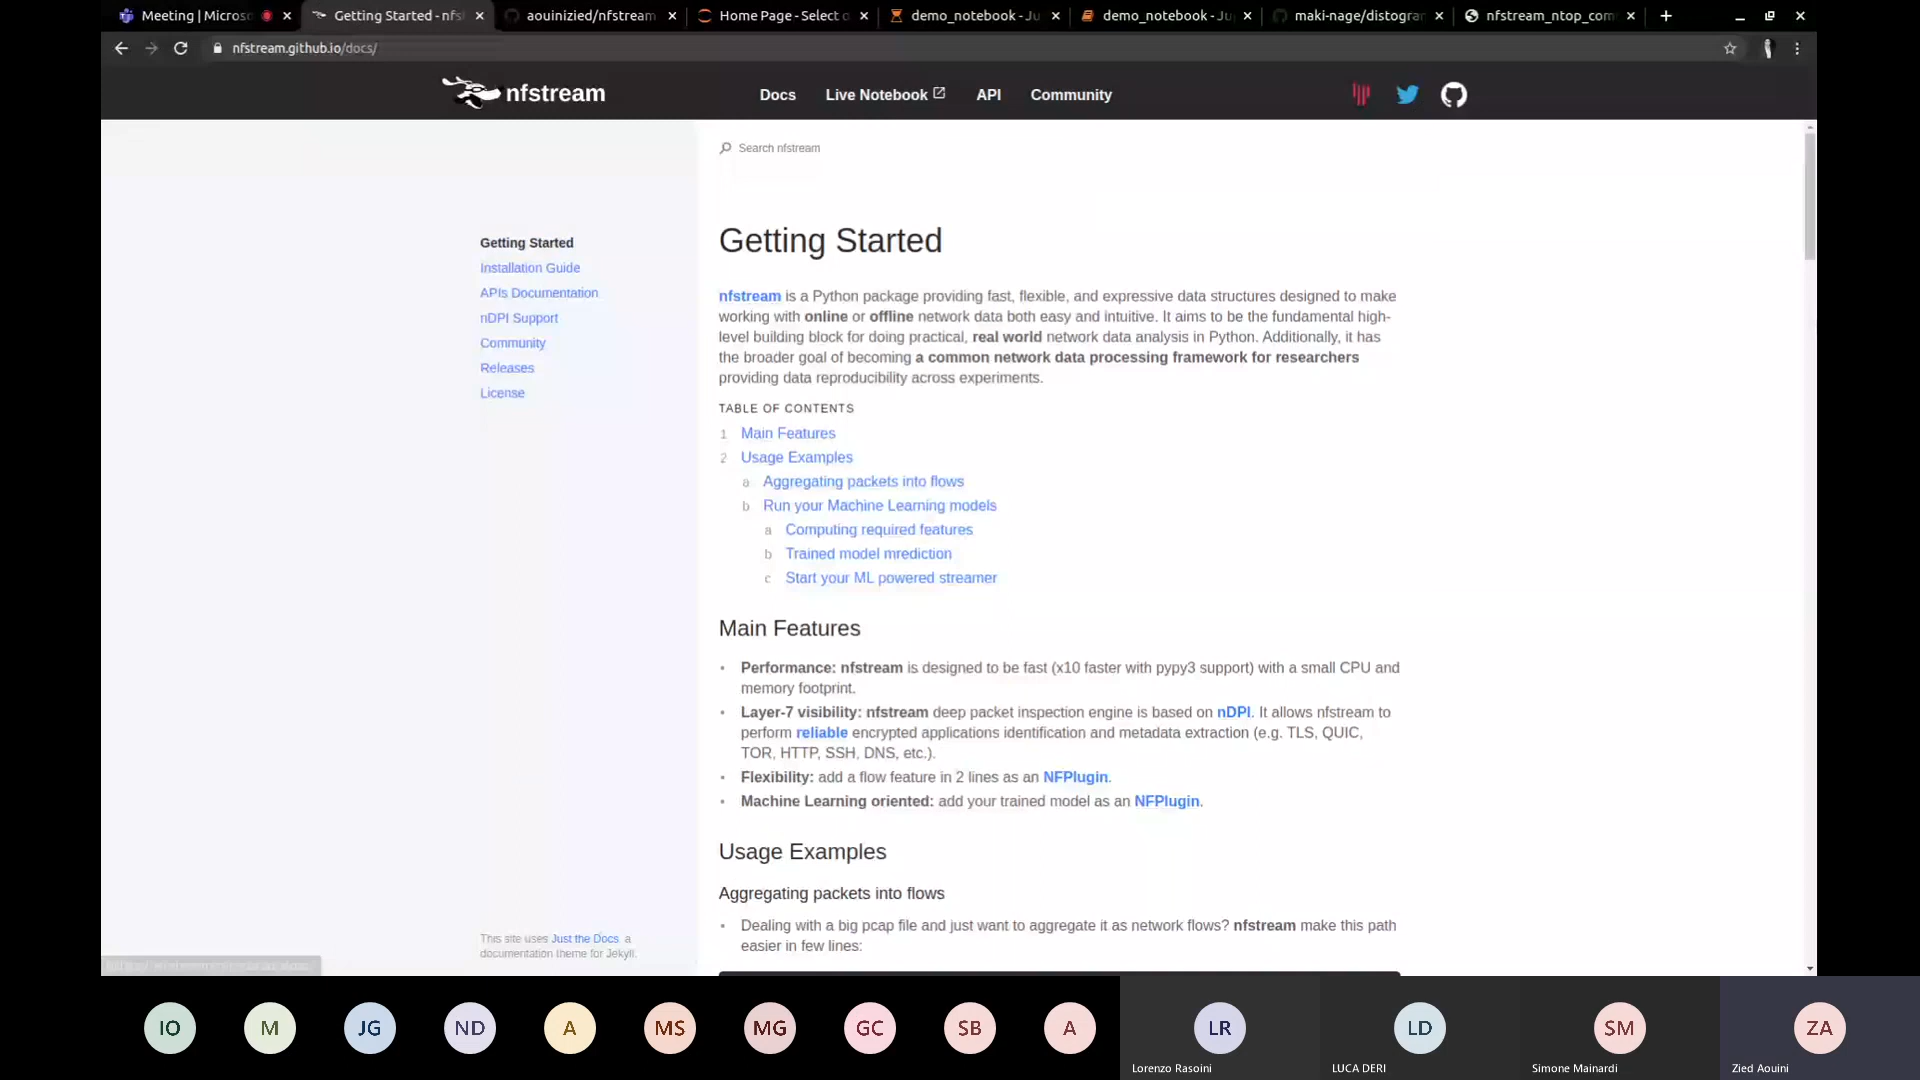 Meeting | Micros
Getting Started - nfs
aouinizied/nfstream
Home Page - Select o
demo_notebook - Ju
demo_notebook - Ju
maki-nage/distogra
nfstream_ntop_com
nfstream.github.io/docs/
nfstream
Docs
Live Notebook
API
Community
Search nfstream
Getting Started
Installation Guide
APIs Documentation
nDPI Support
Community
Releases
License
This site uses Just the Docs, a
documentation theme for Jekyll.
Getting Started
nfstream is a Python package providing fast, flexible, and expressive data structures designed to make
working with online or offline network data both easy and intuitive. It aims to be the fundamental high-
level building block for doing practical, real world network data analysis in Python. Additionally, it has
the broader goal of becoming a common network data processing framework for researchers
providing data reproducibility across experiments.
TABLE OF CONTENTS
1 Main Features
2 Usage Examples
a Aggregating packets into flows
b Run your Machine Learning models
a Computing required features
b Trained model mrediction
c Start your ML powered streamer
Main Features
• Performance: nfstream is designed to be fast (x10 faster with pypy3 support) with a small CPU and
memory footprint.
• Layer-7 visibility: nfstream deep packet inspection engine is based on nDPI. It allows nfstream to
perform reliable encrypted applications identification and metadata extraction (e.g. TLS, QUIC,
TOR, HTTP, SSH, DNS, etc.).
• Flexibility: add a flow feature in 2 lines as an NFPlugin.
• Machine Learning oriented: add your trained model as an NFPlugin.
Usage Examples
Aggregating packets into flows
• Dealing with a big pcap file and just want to aggregate it as network flows? nfstream make this path
easier in few lines:
IO
M
JG
ND
A
MS
MG
GC
SB
A
LR
LD
SM
ZA
Lorenzo Rasoini
LUCA DERI
Simone Mainardi
Zied Aouini